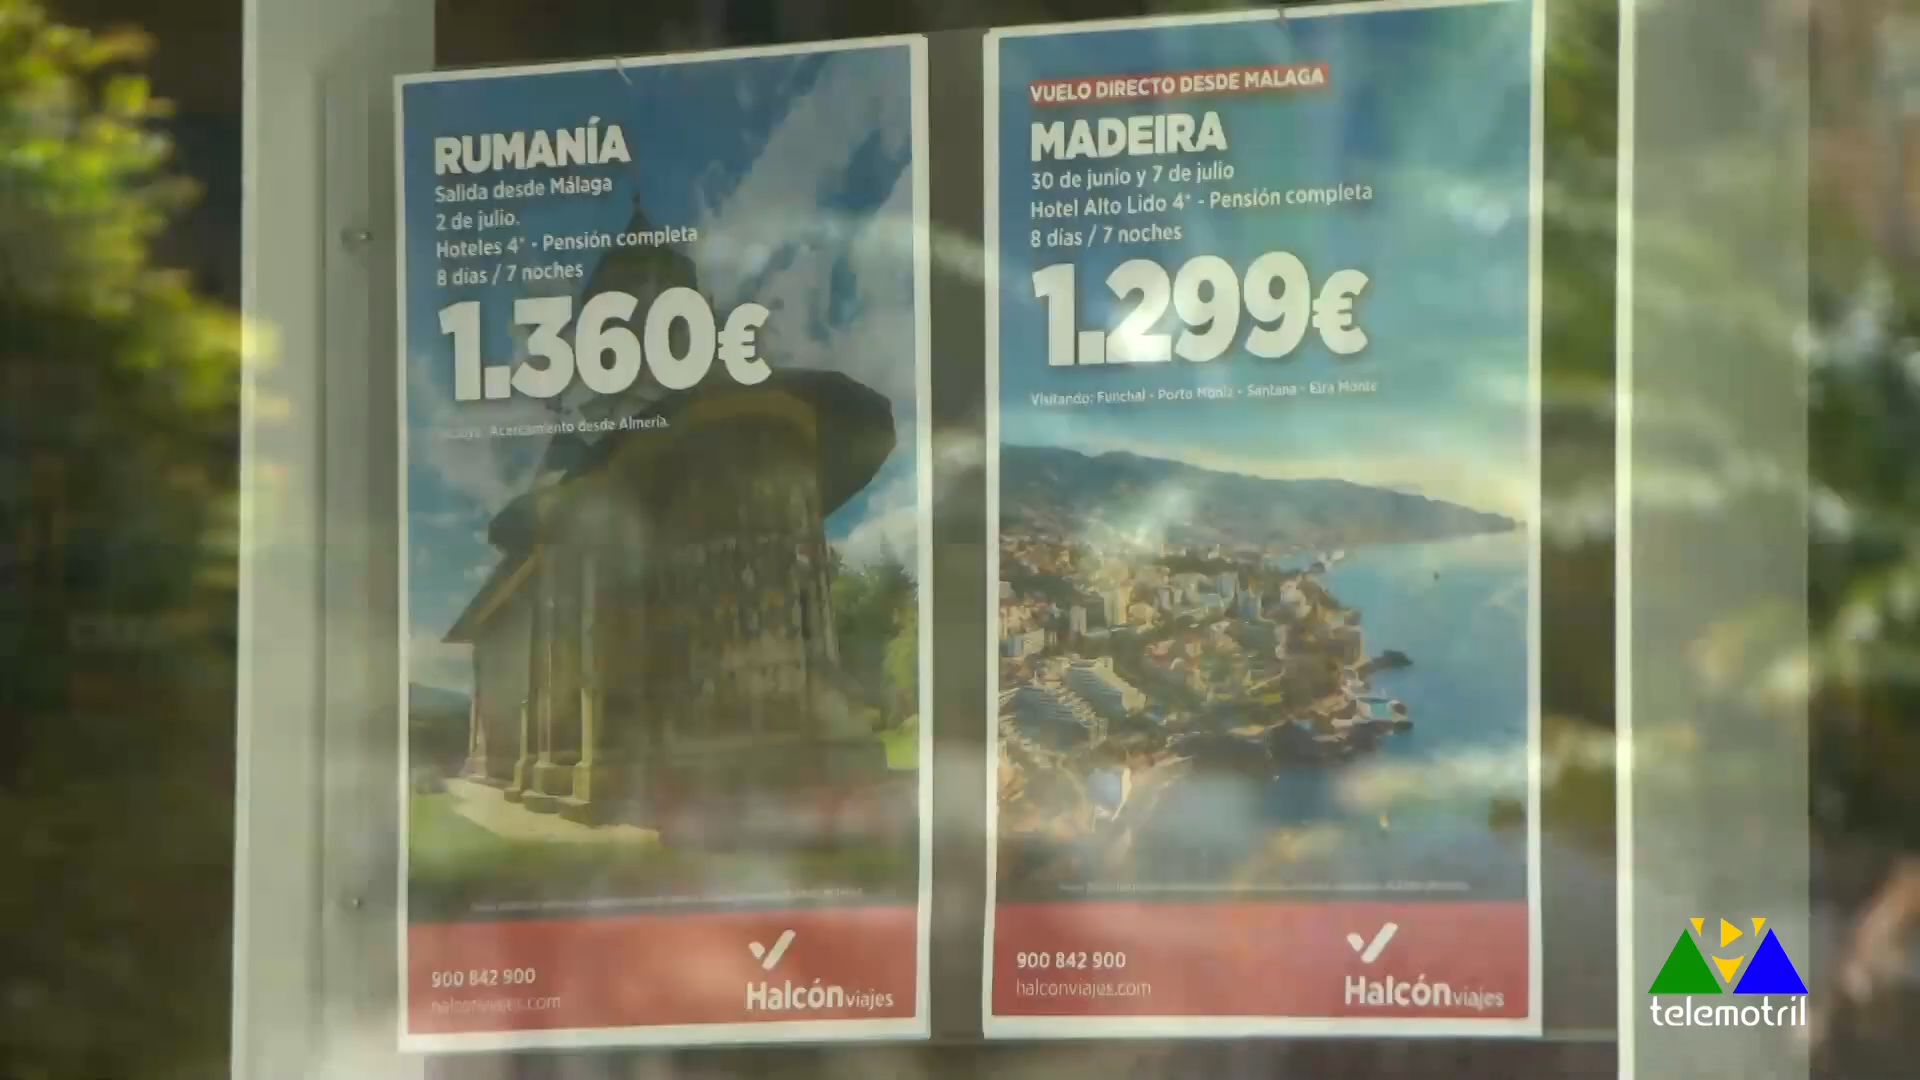 RUMANÍA
Salida desde Málaga
2 de julio.
Hoteles 4* - Pensión completa
8 días / 7 noches
1.360€
Acercamiento desde Almería.
900 842 900
halconviajes.com
Halcón viajes
VUELO DIRECTO DESDE MALAGA
MADEIRA
30 de junio y 7 de julio
Hotel Alto Lido 4* - Pensión completa
8 días / 7 noches
1.299€
Visitando: Funchal - Porto Moniz - Santana - Eira Monte
900 842 900
halconviajes.com
Halcón viajes
telemotril